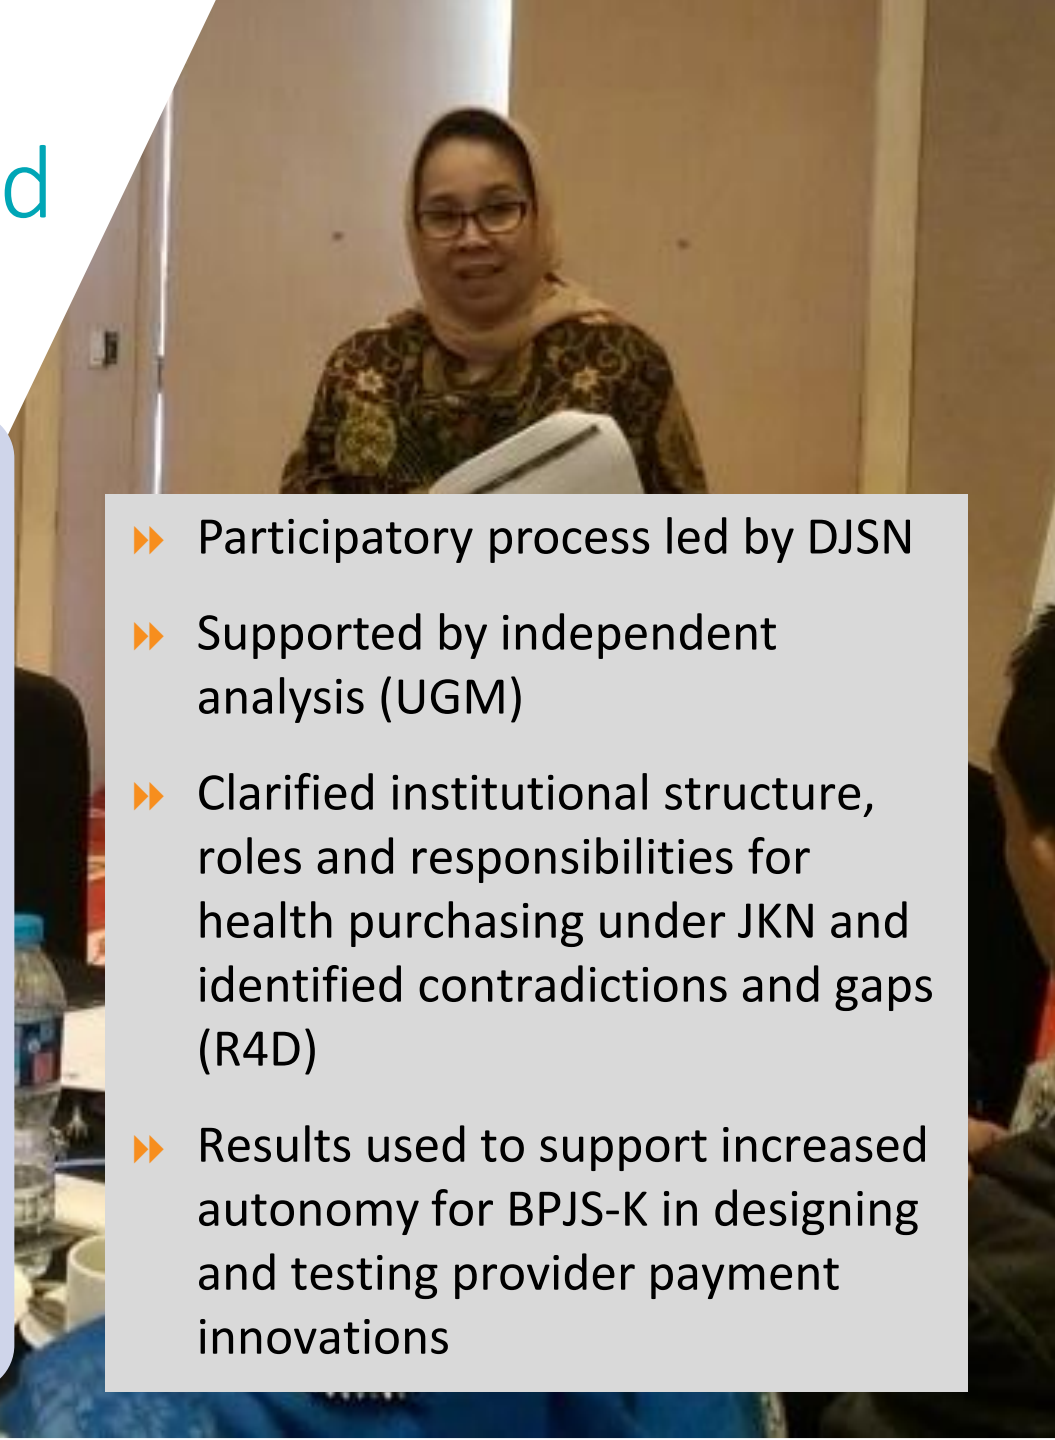 d
Participatory process led by DJSN
Supported by independent
analysis (UGM)
Clarified institutional structure,
roles and responsibilities for
health purchasing under JKN and
identified contradictions and gaps
(R4D)
Results used to support increased
autonomy for BPJS-K in designing
and testing provider payment
innovations